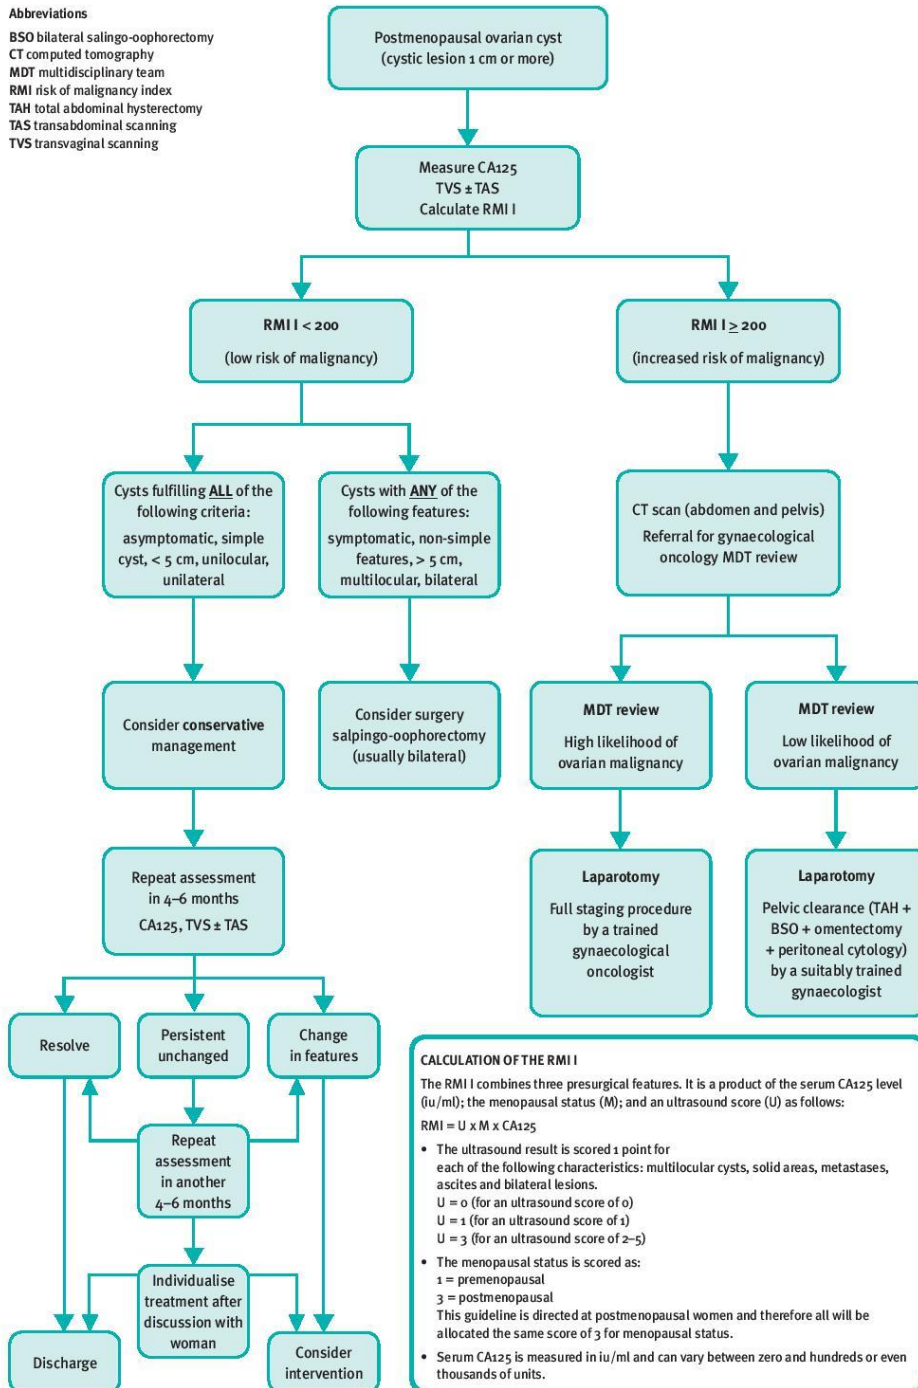 Abbreviations
BSO bilateral salingo-oophorectomy
CT computed tomography
MDT multidisciplinary team
RMI risk of malignancy index
TAH total abdominal hysterectomy
TAS transabdominal scanning
TVS transvaginal scanning
Postmenopausal ovarian cyst
(cystic lesion 1 cm or more)
Measure CA125
TVS ± TAS
Calculate RMI I
RMI I < 200
(low risk of malignancy)
RMI I ≥ 200
(increased risk of malignancy)
Cysts fulfilling ALL of the
following criteria:
asymptomatic, simple
cyst, < 5 cm, unilocular,
unilateral
Cysts with ANY of the
following features:
symptomatic, non-simple
features, > 5 cm,
multilocular, bilateral
CT scan (abdomen and pelvis)
Referral for gynaecological
oncology MDT review
Consider conservative
management
Consider surgery
salpingo-oophorectomy
(usually bilateral)
MDT review
High likelihood of
ovarian malignancy
MDT review
Low likelihood of
ovarian malignancy
Repeat assessment
in 4–6 months
CA125, TVS ± TAS
Laparotomy
Full staging procedure
by a trained
gynaecological
oncologist
Laparotomy
Pelvic clearance (TAH +
BSO + omentectomy
+ peritoneal cytology)
by a suitably trained
gynaecologist
Resolve
Persistent
unchanged
Change
in features
Repeat
assessment
in another
4–6 months
Individualise
treatment after
discussion with
woman
Discharge
Consider
intervention
CALCULATION OF THE RMI I
The RMI I combines three presurgical features. It is a product of the serum CA125 level
(iu/ml); the menopausal status (M); and an ultrasound score (U) as follows:
RMI = U x M x CA125
• The ultrasound result is scored 1 point for
each of the following characteristics: multilocular cysts, solid areas, metastases,
ascites and bilateral lesions.
U = 0 (for an ultrasound score of 0)
U = 1 (for an ultrasound score of 1)
U = 3 (for an ultrasound score of 2–5)
• The menopausal status is scored as:
1 = premenopausal
3 = postmenopausal
This guideline is directed at postmenopausal women and therefore all will be
allocated the same score of 3 for menopausal status.
• Serum CA125 is measured in iu/ml and can vary between zero and hundreds or even
thousands of units.